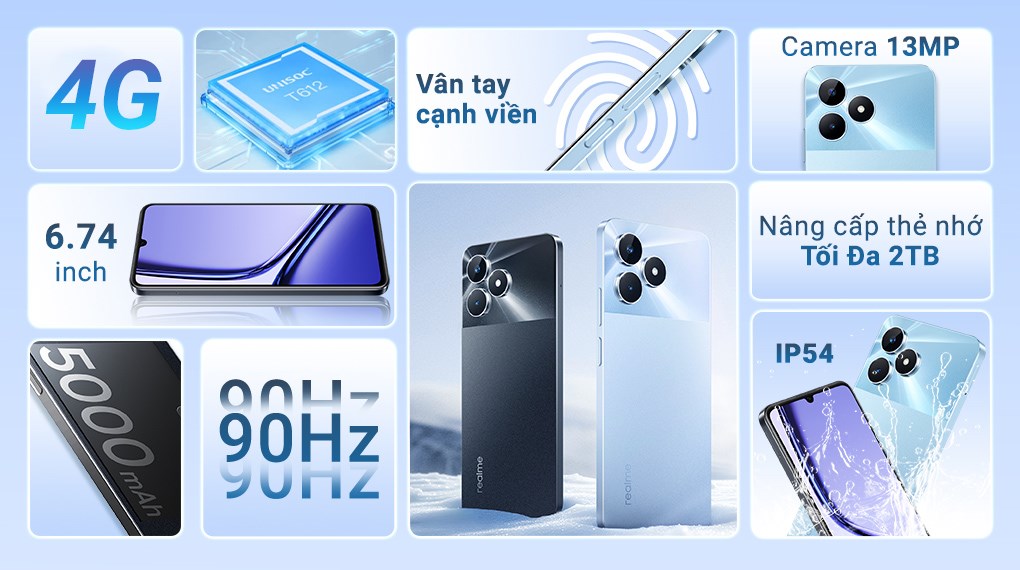 4G
UNISOC
T612
Vân tay
cạnh viền
Camera 13MP
6.74
inch
Nâng cấp thẻ nhớ
Tối Đa 2TB
5000mAh
90Hz
90Hz
90Hz
realme
realme
IP54